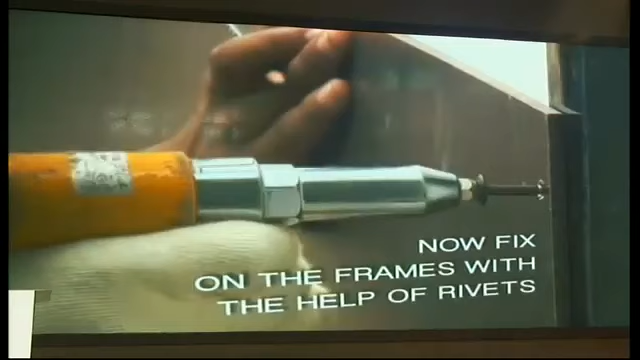 NOW FIX
ON THE FRAMES WITH
THE HELP OF RIVETS